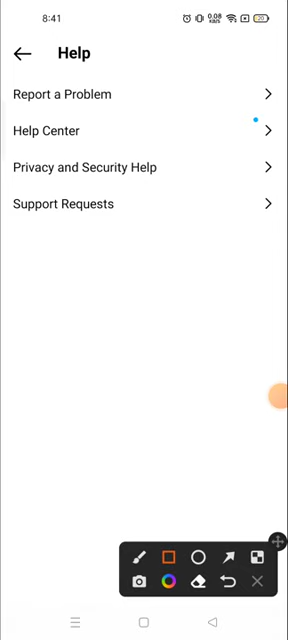 8:41
0.08
KB/S
20
Help
Report a Problem
Help Center
Privacy and Security Help
Support Requests